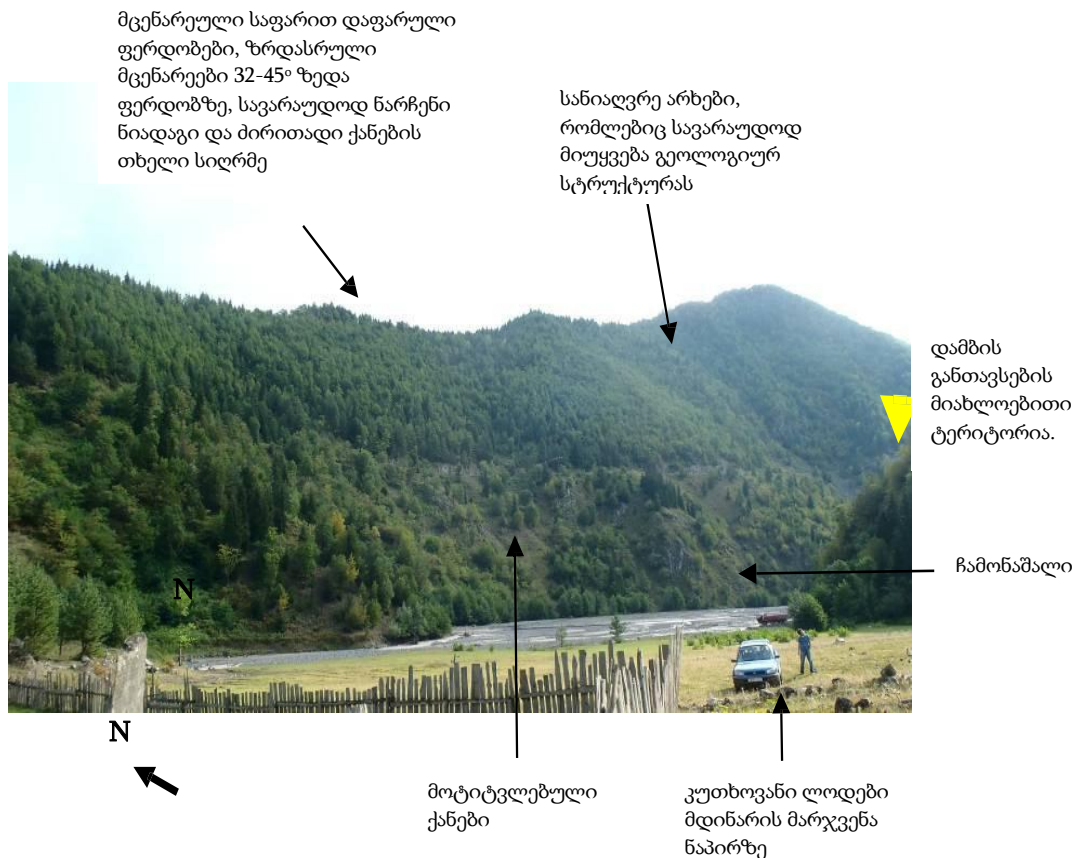 მცენარეული საფარით დაფარული
ფერდობები, ზრდასრული
მცენარეები 32-45° ზედა
ფერდობზე, სავარაუდოდ ნარჩენი
ნიადაგი და ძირითადი ქანების
თხელი სიღრმე
სანიაღვრე არხები,
რომლებიც სავარაუდოდ
მიუყვება გეოლოგიურ
სტრუქტურას
დამბის
განთავსების
მიახლოებითი
ტერიტორია.
ჩამონაშალი
N
N
მოტიტვლებული
ქანები
კუთხოვანი ლოდები
მდინარის მარჯვენა
ნაპირზე